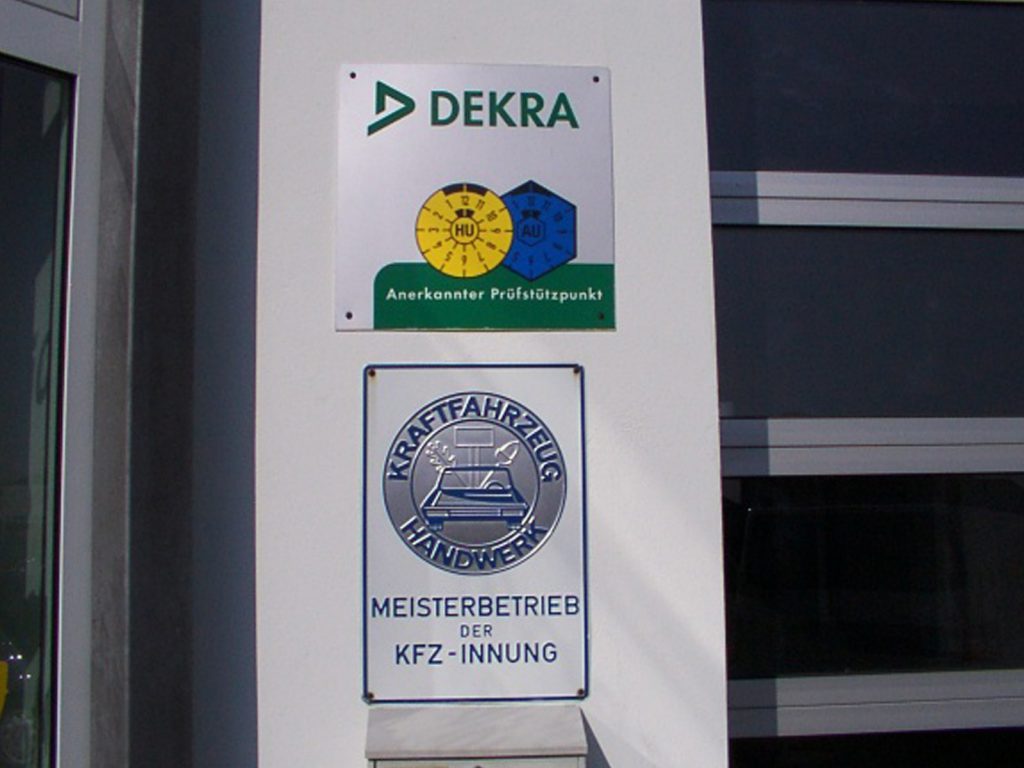 DEKRA
HU AU
Anerkannter Prüfstützpunkt
KRAFTFAHRZEUG
HANDWERK
MEISTERBETRIEB
DER
KFZ-INNUNG